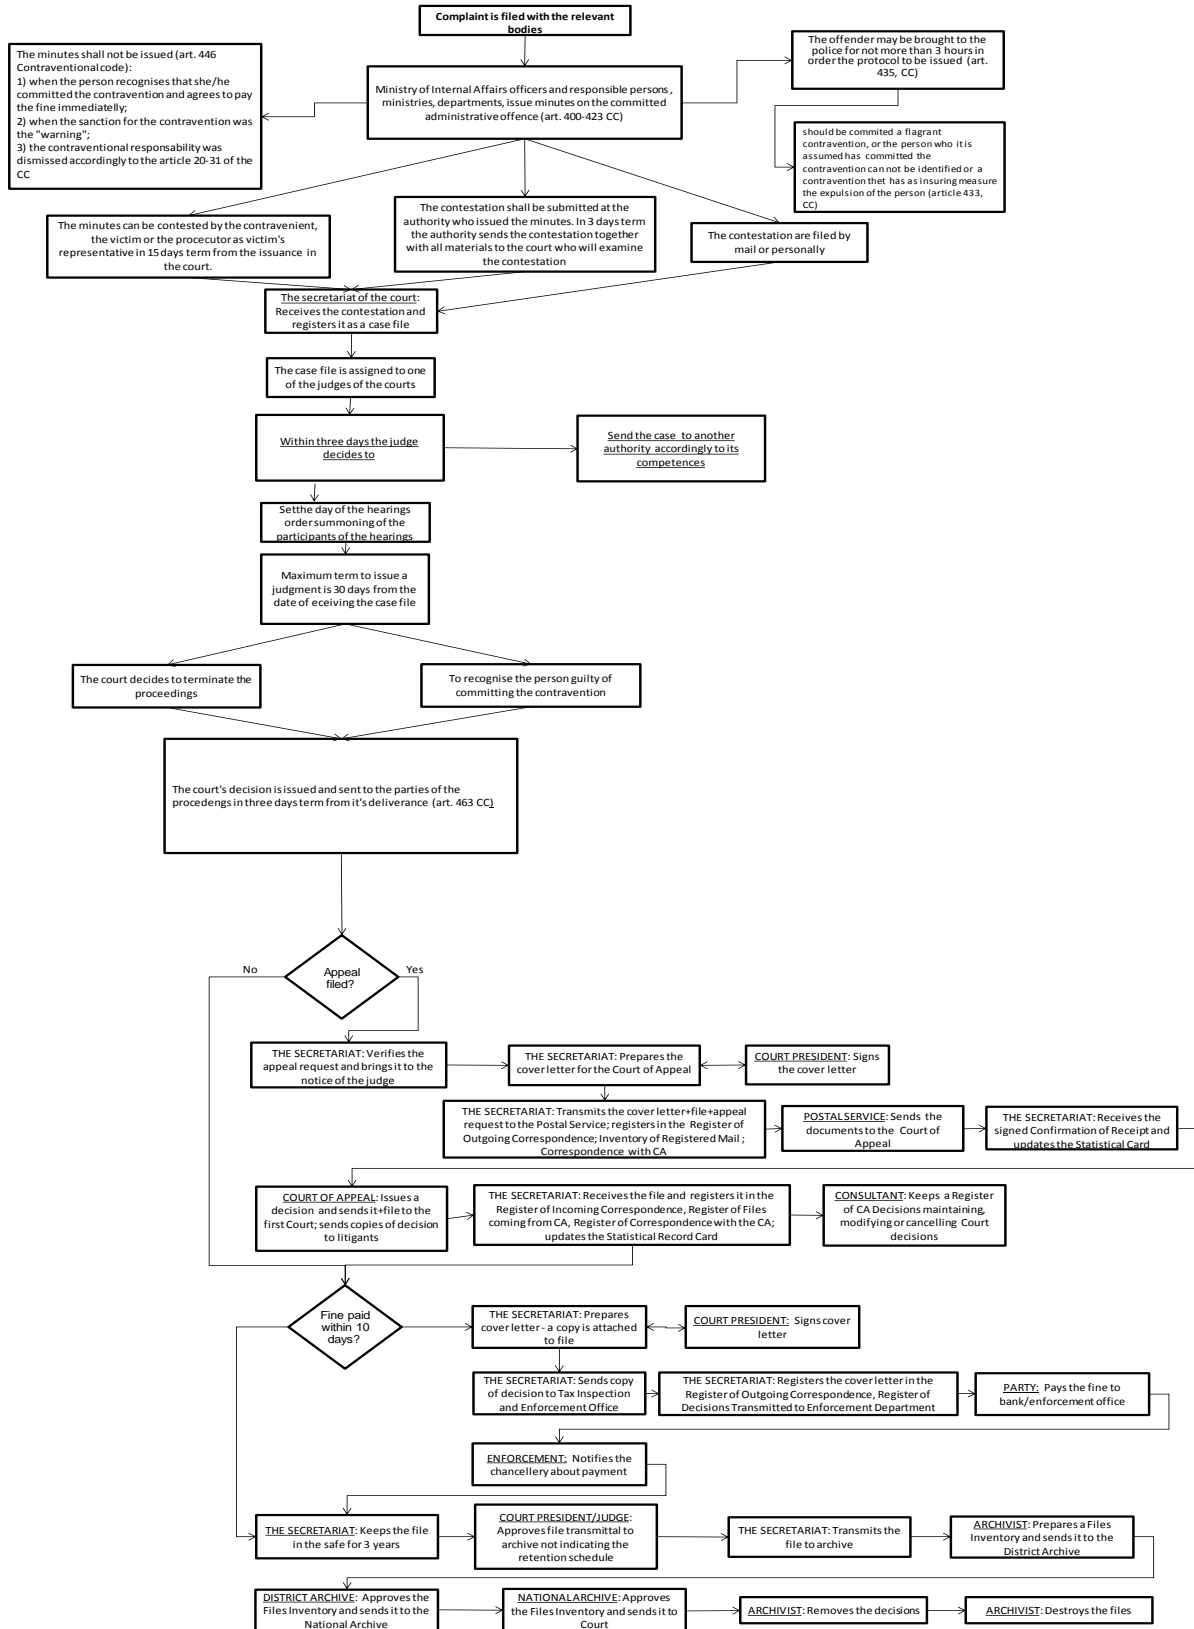 Complaint is filed with the relevant
bodies
The minutes shall not be issued (art. 446
Contraventional code):
1) when the person recognises that she/he
committed the contravention and agrees to pay
the fine immediatelly;
2) when the sanction for the contravention was
the "warning";
3) the contraventional responsability was
dismissed accordingly to the article 20-31 of the
CC
Ministry of Internal Affairs officers and responsible persons,
ministries, departments, issue minutes on the committed
administrative offence (art. 400-423 CC)
The offender may be brought to the
police for not more than 3 hours in
order the protocol to be issued (art.
435, CC)
should be commited a flagrant
contravention, or the person who it is
assumed has committed the
contravention can not be identified or a
contravention thet has as insuring measure
the expulsion of the person (article 433,
CC)
The minutes can be contested by the contravenient,
the victim or the procecutor as victim's
representative in 15 days term from the issuance in
the court.
The contestation shall be submitted at the
authority who issued the minutes. In 3 days term
the authority sends the contestation together
with all materials to the court who will examine
the contestation
The contestation are filed by
mail or personally
The secretariat of the court:
Receives the contestation and
registers it as a case file
The case file is assigned to one
of the judges of the courts
Within three days the judge
decides to
Send the case to another
authority accordingly to its
competences
Setthe day of the hearings
order summoning of the
participants of the hearings
Maximum term to issue a
judgment is 30 days from the
date of eceiving the case file
The court decides to terminate the
proceedings
To recognise the person guilty of
committing the contravention
The court's decision is issued and sent to the parties of the
procedengs in three days term from it's deliverance (art. 463 CC)
Appeal
filed?
No
Yes
THE SECRETARIAT: Verifies the
appeal request and brings it to the
notice of the judge
THE SECRETARIAT: Prepares the
cover letter for the Court of Appeal
COURT PRESIDENT: Signs
the cover letter
THE SECRETARIAT: Transmits the cover letter+file+appeal
request to the Postal Service; registers in the Register of
Outgoing Correspondence; Inventory of Registered Mail ;
Correspondence with CA
POSTAL SERVICE: Sends the
documents to the Court of
Appeal
THE SECRETARIAT: Receives the
signed Confirmation of Receipt and
updates the Statistical Card
COURT OF APPEAL: Issues a
decision and sends it+file to the
first Court; sends copies of decision
to litigants
THE SECRETARIAT: Receives the file and registers it in the
Register of Incoming Correspondence, Register of Files
coming from CA, Register of Correspondence with the CA;
updates the Statistical Record Card
CONSULTANT: Keeps a Register
of CA Decisions maintaining,
modifying or cancelling Court
decisions
Fine paid
within 10
days?
THE SECRETARIAT: Prepares
cover letter - a copy is attached
to file
COURT PRESIDENT: Signs cover
letter
THE SECRETARIAT: Sends copy
of decision to Tax Inspection
and Enforcement Office
THE SECRETARIAT: Registers the cover letter in the
Register of Outgoing Correspondence, Register of
Decisions Transmitted to Enforcement Department
PARTY: Pays the fine to
bank/enforcement office
ENFORCEMENT: Notifies the
chancellery about payment
THE SECRETARIAT: Keeps the file
in the safe for 3 years
COURT PRESIDENT/JUDGE:
Approves file transmittal to
archive not indicating the
retention schedule
THE SECRETARIAT: Transmits the
file to archive
ARCHIVIST: Prepares a Files
Inventory and sends it to the
District Archive
DISTRICT ARCHIVE: Approves the
Files Inventory and sends it to the
National Archive
NATIONAL ARCHIVE: Approves
the Files Inventory and sends it to
Court
ARCHIVIST: Removes the decisions
ARCHIVIST: Destroys the files